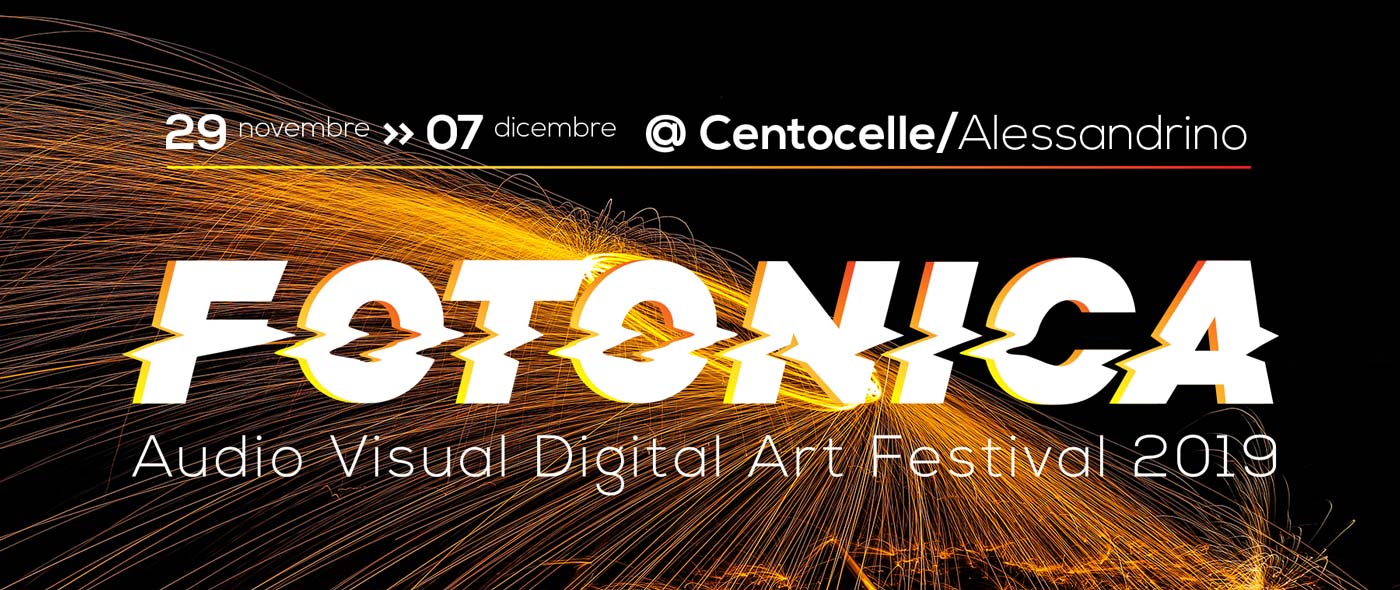 29 novembre >> 07 dicembre @ Centocelle/Alessandrino
FOTONICA
Audio Visual Digital Art Festival 2019